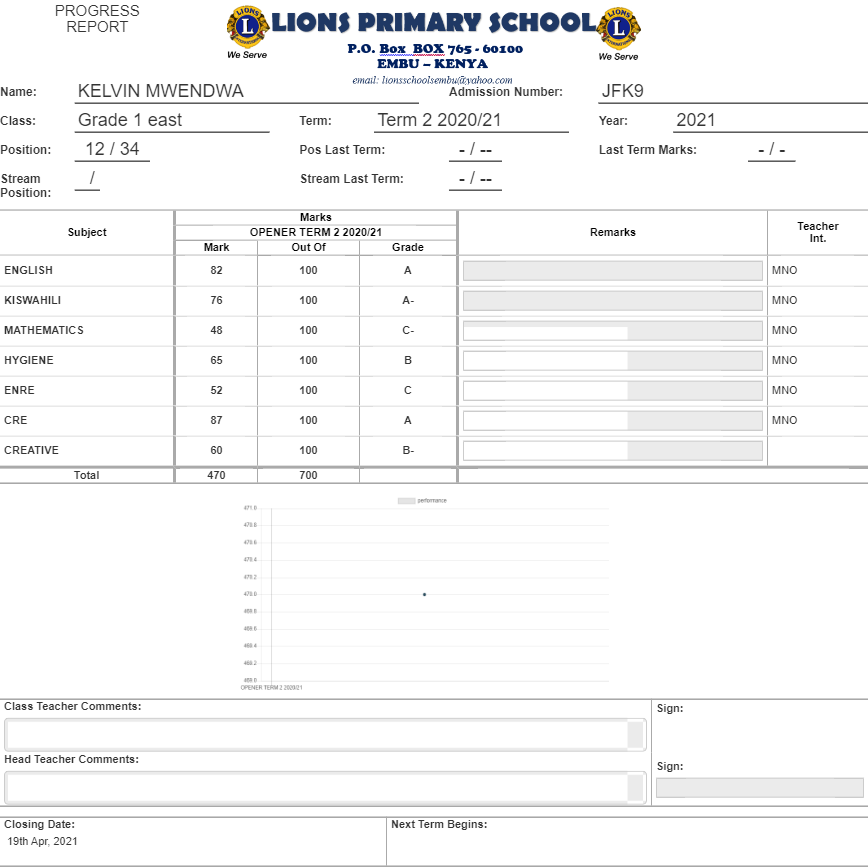 PROGRESS
REPORT
LIONS PRIMARY SCHOOL
We Serve
We Serve
P.O. Box BOX 765 - 60100
EMBU – KENYA
email: lionsschoolsembu@yahoo.com
Name: KELVIN MWENDWA Admission Number: JFK9
Class: Grade 1 east Term: Term 2 2020/21 Year: 2021
Position: 12 / 34 Pos Last Term: - / -- Last Term Marks: - / -
Stream Position: / Stream Last Term: - / --
Subject Marks Remarks Teacher Int.
OPENER TERM 2 2020/21
Mark Out Of Grade
ENGLISH 82 100 A MNO
KISWAHILI 76 100 A- MNO
MATHEMATICS 48 100 C- MNO
HYGIENE 65 100 B MNO
ENRE 52 100 C MNO
CRE 87 100 A MNO
CREATIVE 60 100 B-
Total 470 700
performance
471.0
470.8
470.6
470.4
470.2
470.0
469.8
469.6
469.4
469.2
469.0
OPENER TERM 2 2020/21
Class Teacher Comments: Sign:
Head Teacher Comments:
Sign:
Closing Date: Next Term Begins:
19th Apr, 2021